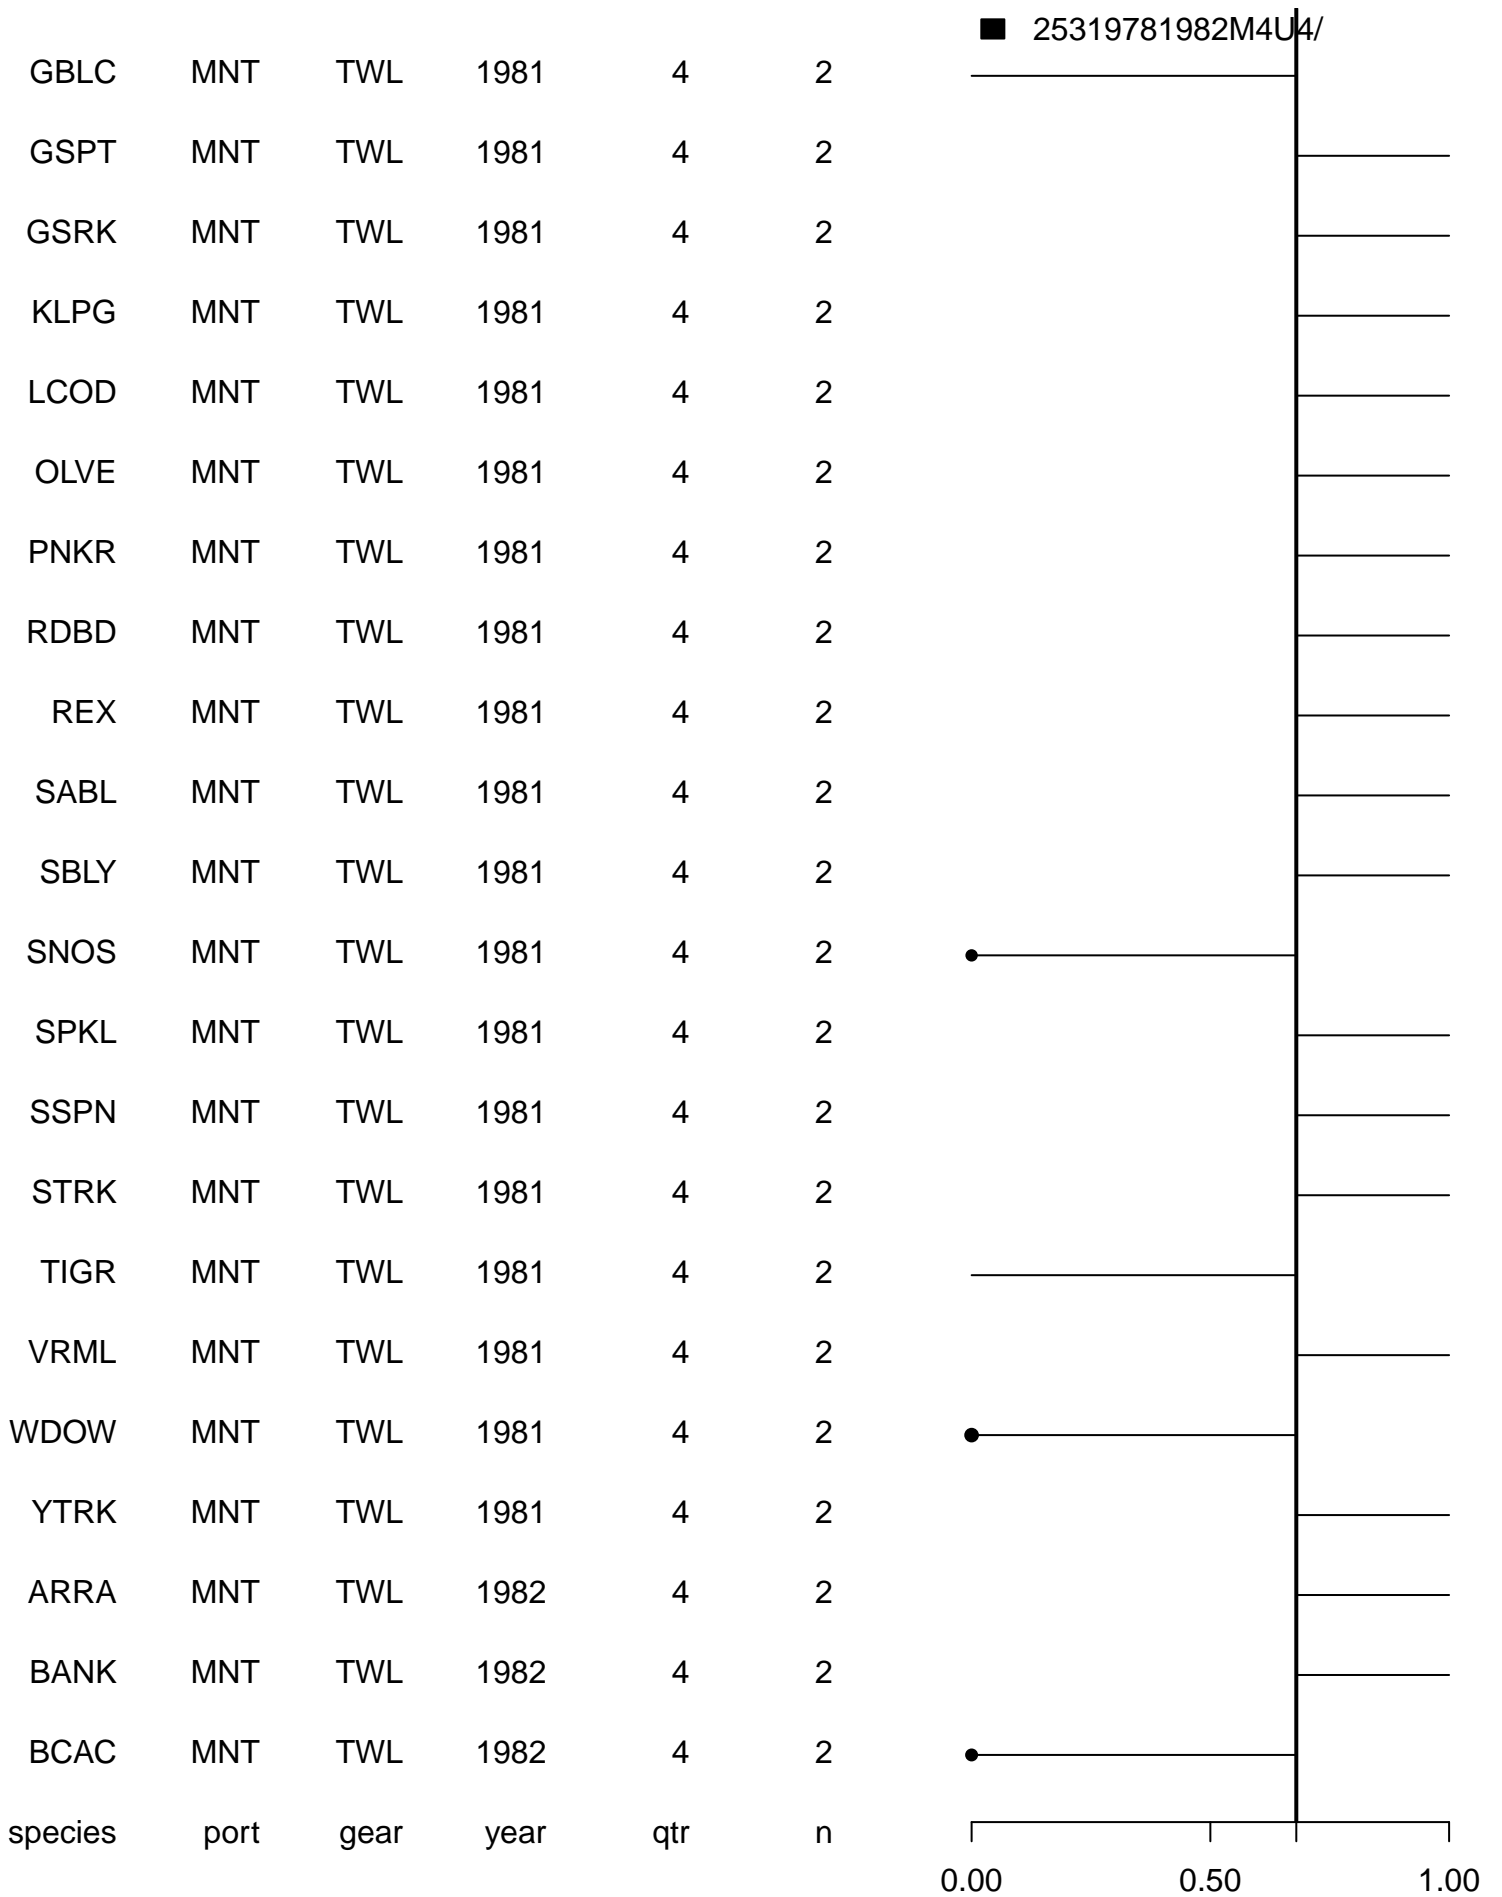 25319781982M4U4/
GBLC MNT TWL 1981 4 2
GSPT MNT TWL 1981 4 2
GSRK MNT TWL 1981 4 2
KLPG MNT TWL 1981 4 2
LCOD MNT TWL 1981 4 2
OLVE MNT TWL 1981 4 2
PNKR MNT TWL 1981 4 2
RDBD MNT TWL 1981 4 2
REX MNT TWL 1981 4 2
SABL MNT TWL 1981 4 2
SBLY MNT TWL 1981 4 2
SNOS MNT TWL 1981 4 2
SPKL MNT TWL 1981 4 2
SSPN MNT TWL 1981 4 2
STRK MNT TWL 1981 4 2
TIGR MNT TWL 1981 4 2
VRML MNT TWL 1981 4 2
WDOW MNT TWL 1981 4 2
YTRK MNT TWL 1981 4 2
ARRA MNT TWL 1982 4 2
BANK MNT TWL 1982 4 2
BCAC MNT TWL 1982 4 2
species port gear year qtr n
0.00 0.50 1.00